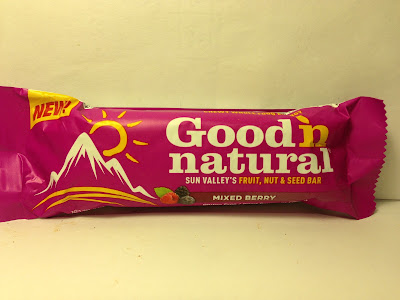 NEW
Good'n
natural
SUN VALLEY'S FRUIT, NUT & SEED BAR
MIXED BERRY